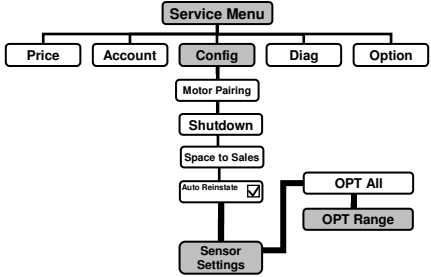 Service Menu
Price
Account
Config
Diag
Option
Motor Pairing
Shutdown
Space to Sales
Auto Reinstate
OPT All
OPT Range
Sensor
Settings